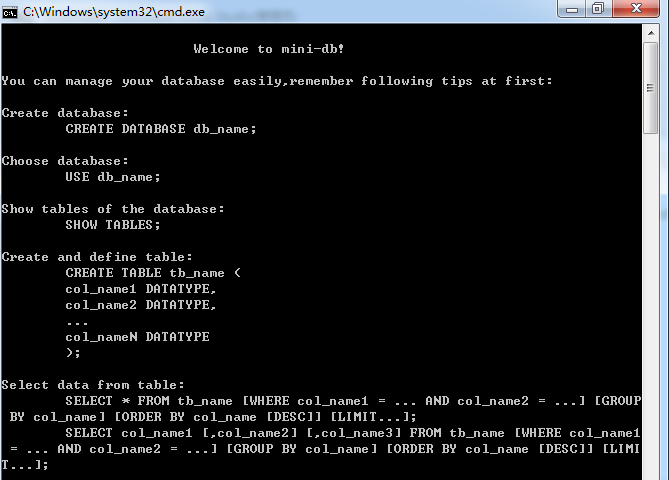 C:\Windows\system32\cmd.exe
Welcome to mini-db!
You can manage your database easily,remember following tips at first:
Create database:
CREATE DATABASE db_name;
Choose database:
USE db_name;
Show tables of the database:
SHOW TABLES;
Create and define table:
CREATE TABLE tb_name (
col_name1 DATATYPE,
col_name2 DATATYPE,
...
col_nameN DATATYPE
);
Select data from table:
SELECT * FROM tb_name [WHERE col_name1 = ... AND col_name2 = ...] [GROUP
BY col_name] [ORDER BY col_name [DESC]] [LIMIT...];
SELECT col_name1 [,col_name2] [,col_name3] FROM tb_name [WHERE col_name1
= ... AND col_name2 = ...] [GROUP BY col_name] [ORDER BY col_name [DESC]] [LIMI
T...];